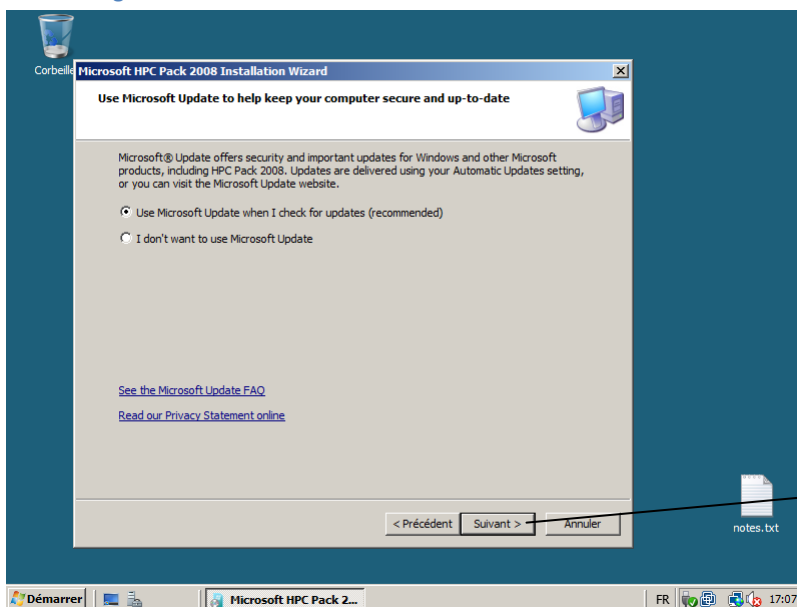 Corbeille
Microsoft HPC Pack 2008 Installation Wizard
Use Microsoft Update to help keep your computer secure and up-to-date
Microsoft® Update offers security and important updates for Windows and other Microsoft
products, including HPC Pack 2008. Updates are delivered using your Automatic Updates setting,
or you can visit the Microsoft Update website.
Use Microsoft Update when I check for updates (recommended)
I don't want to use Microsoft Update
See the Microsoft Update FAQ
Read our Privacy Statement online
< Précédent Suivant > Annuler
notes.txt
Démarrer Microsoft HPC Pack 2... FR 17:07